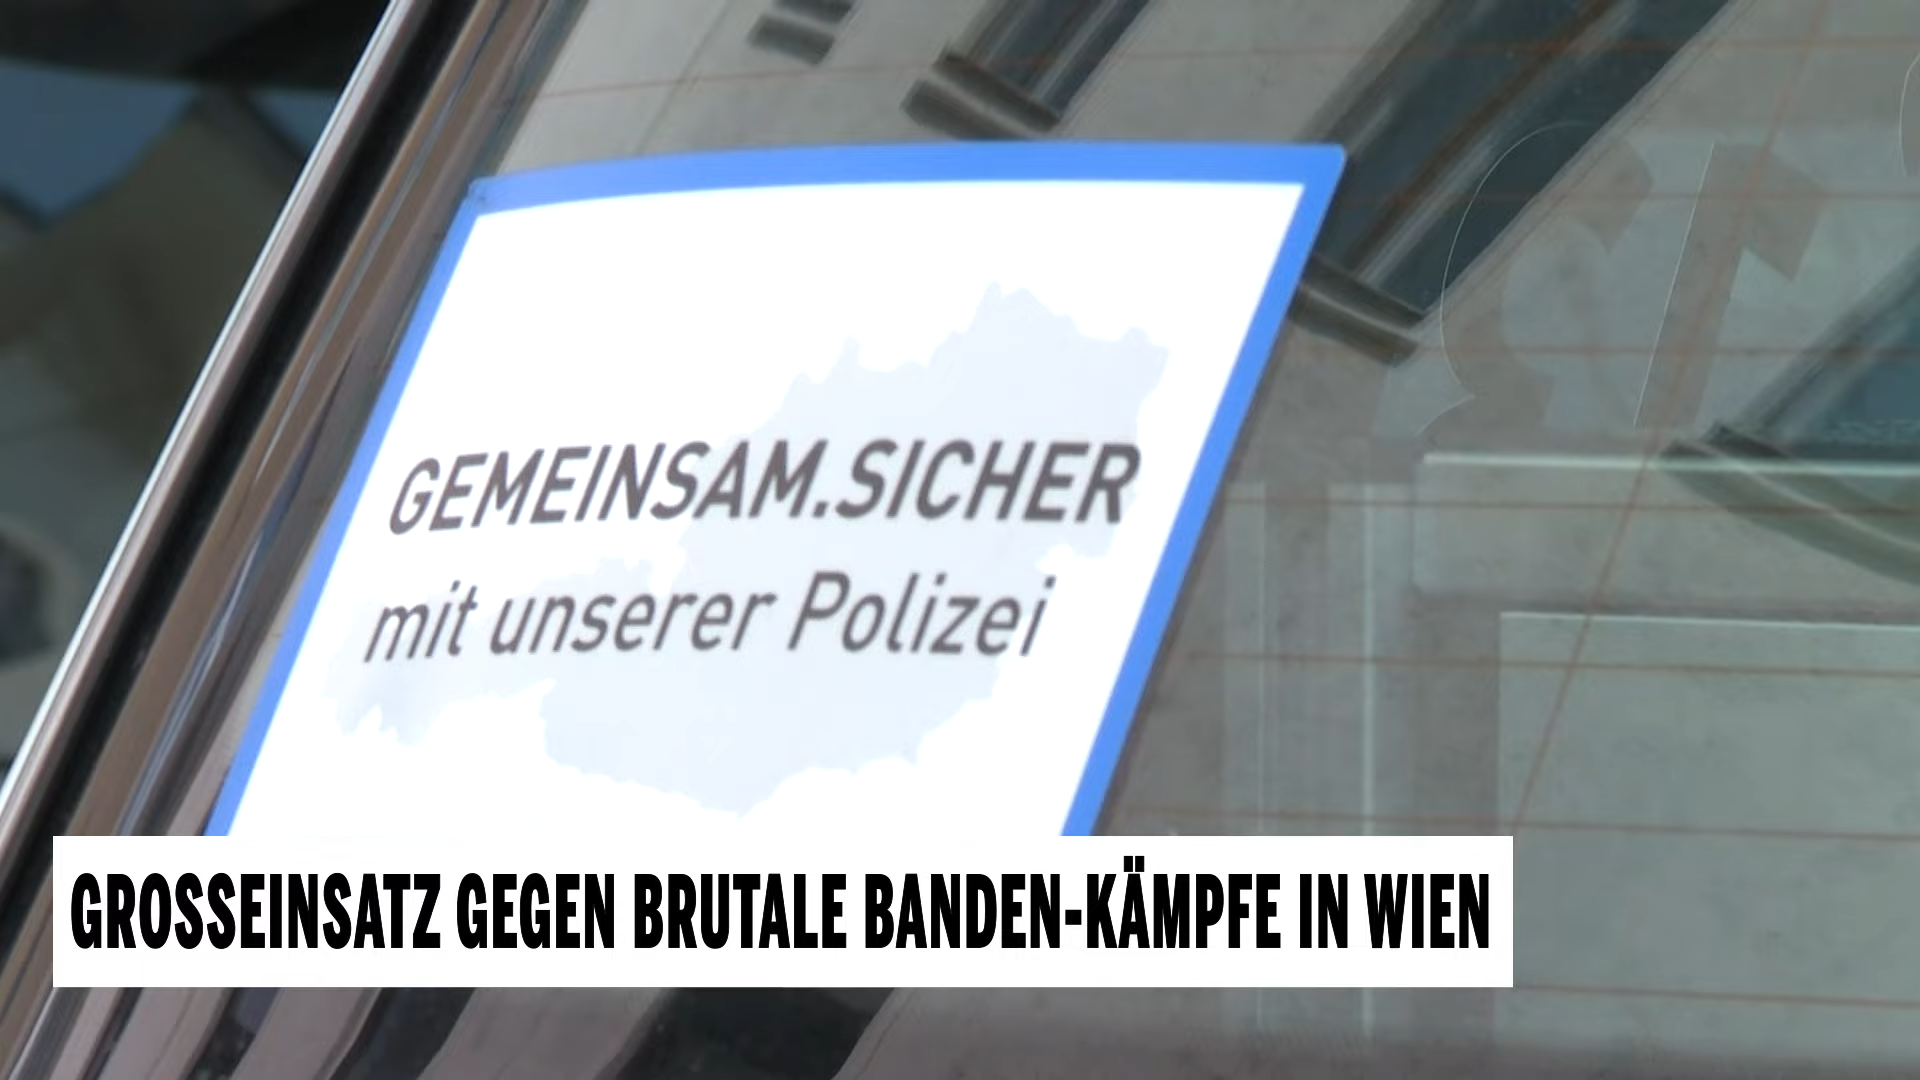 GEMEINSAM.SICHER
mit unserer Polizei
GROSSEINSATZ GEGEN BRUTALE BANDEN-KÄMPFE IN WIEN